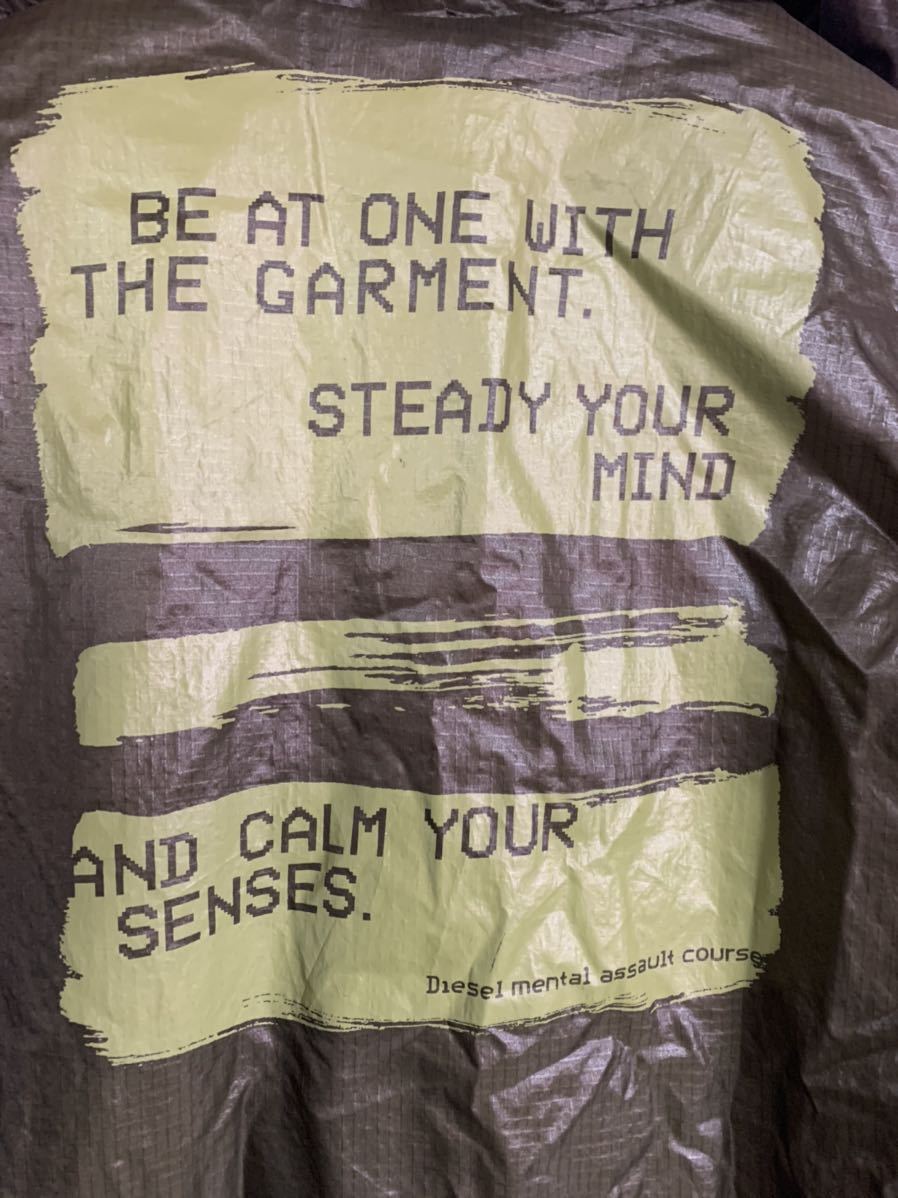 BE AT ONE WITH
THE GARMENT.
STEADY YOUR
MIND
AND CALM YOUR
SENSES.
Diesel mental assault course